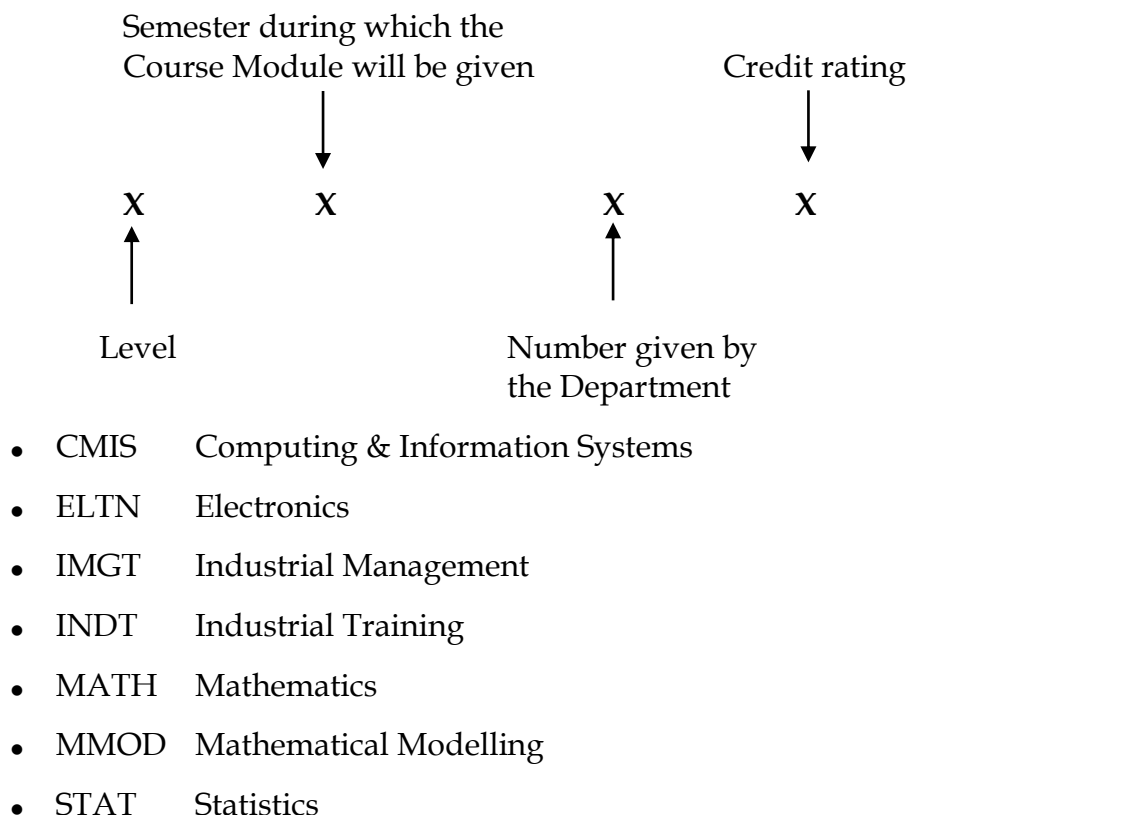 Semester during which the
Course Module will be given
Credit rating
x x x x
Level
Number given by
the Department
• CMIS Computing & Information Systems
• ELTN Electronics
• IMGT Industrial Management
• INDT Industrial Training
• MATH Mathematics
• MMOD Mathematical Modelling
• STAT Statistics